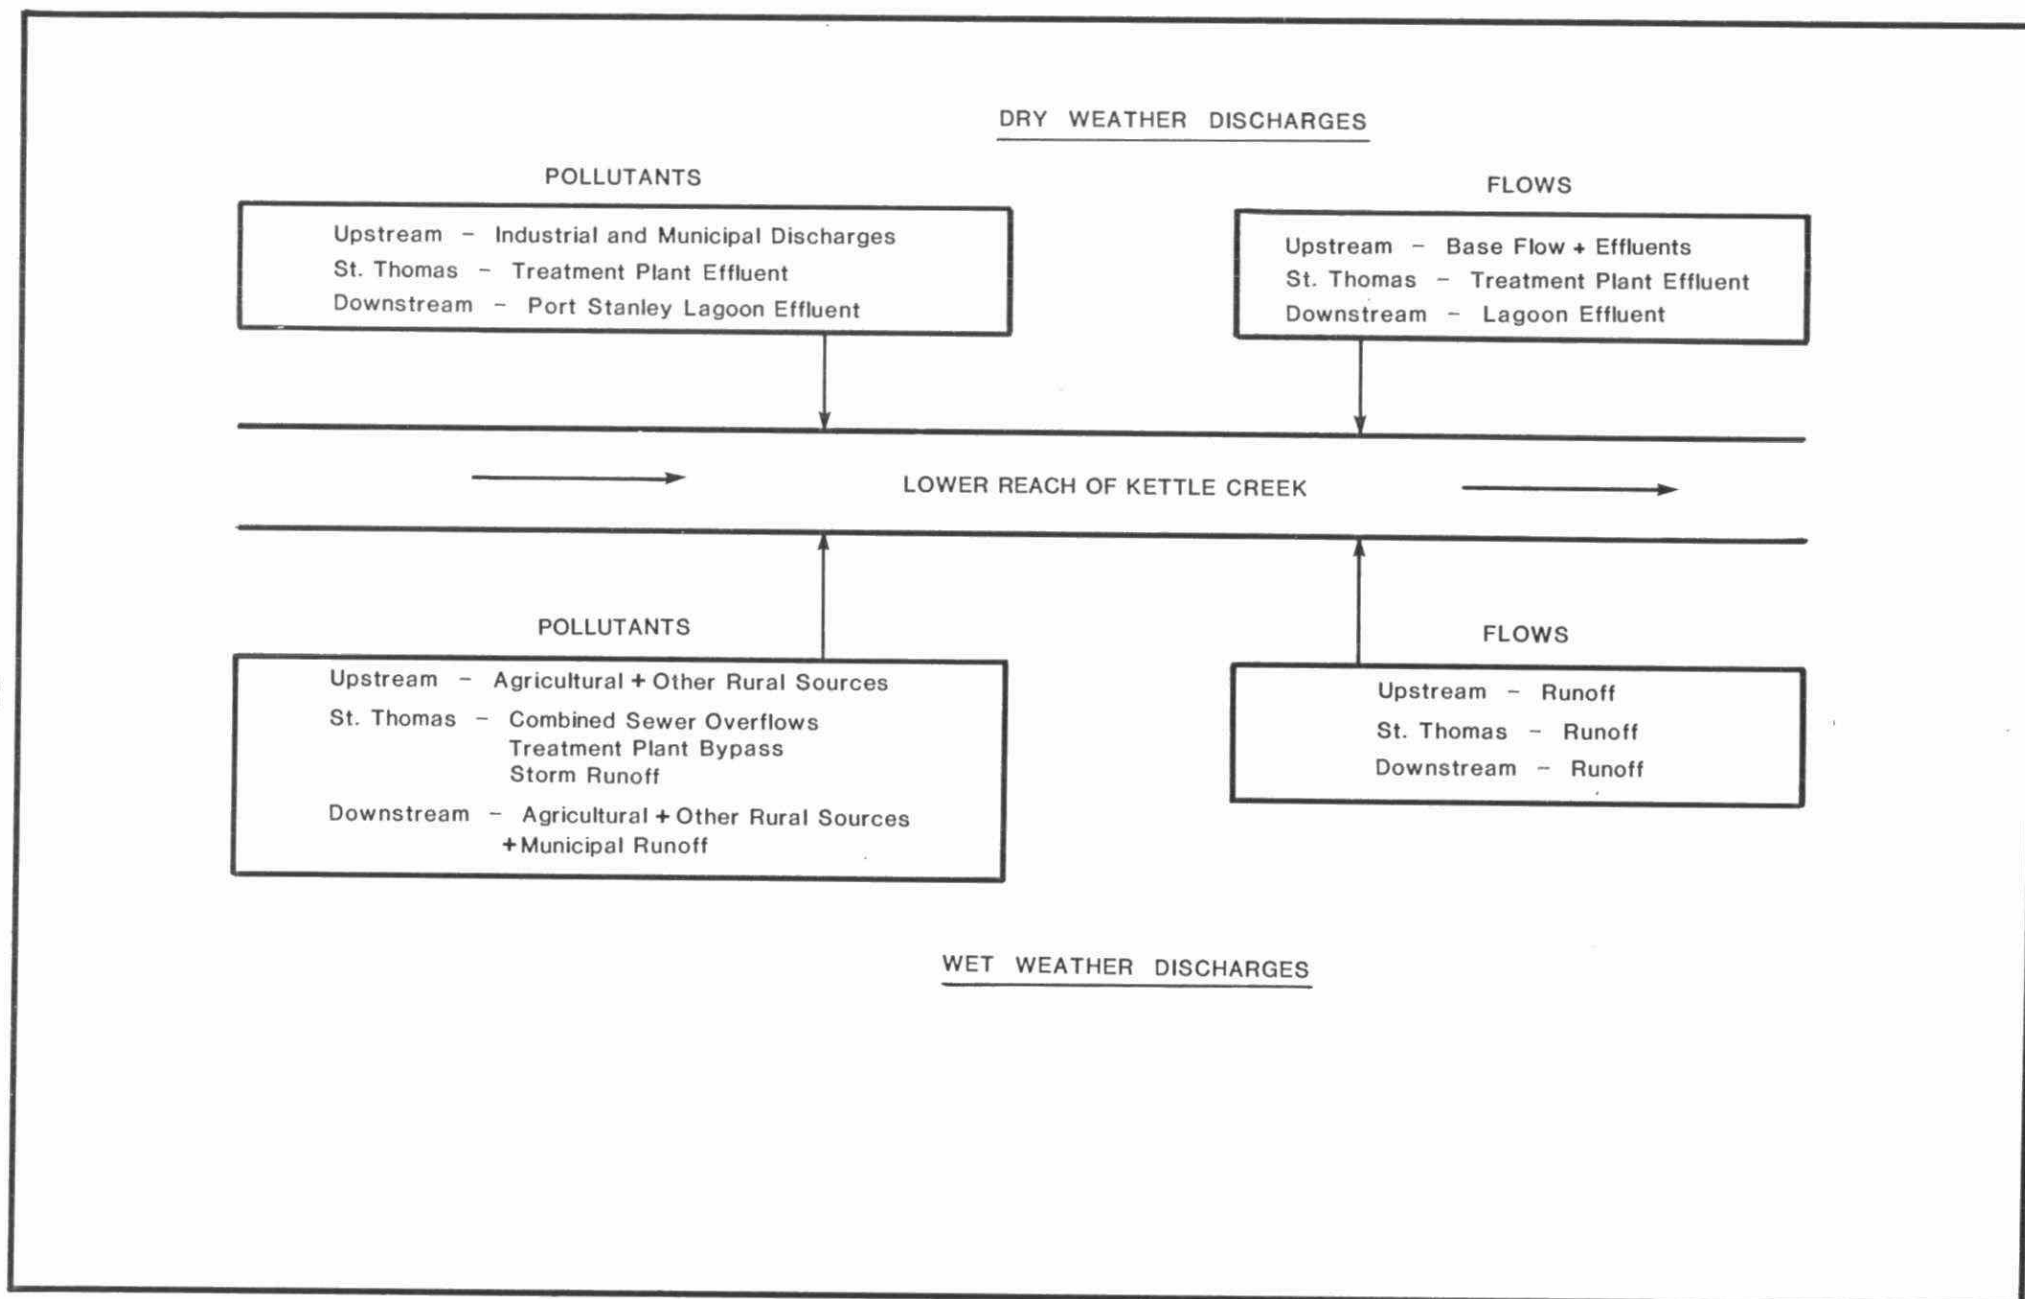 DRY WEATHER DISCHARGES
POLLUTANTS
Upstream – Industrial and Municipal Discharges
St. Thomas – Treatment Plant Effluent
Downstream – Port Stanley Lagoon Effluent
FLOWS
Upstream – Base Flow + Effluents
St. Thomas – Treatment Plant Effluent
Downstream – Lagoon Effluent
LOWER REACH OF KETTLE CREEK
POLLUTANTS
Upstream – Agricultural + Other Rural Sources
St. Thomas – Combined Sewer Overflows
Treatment Plant Bypass
Storm Runoff
Downstream – Agricultural + Other Rural Sources
+ Municipal Runoff
FLOWS
Upstream – Runoff
St. Thomas – Runoff
Downstream – Runoff
WET WEATHER DISCHARGES